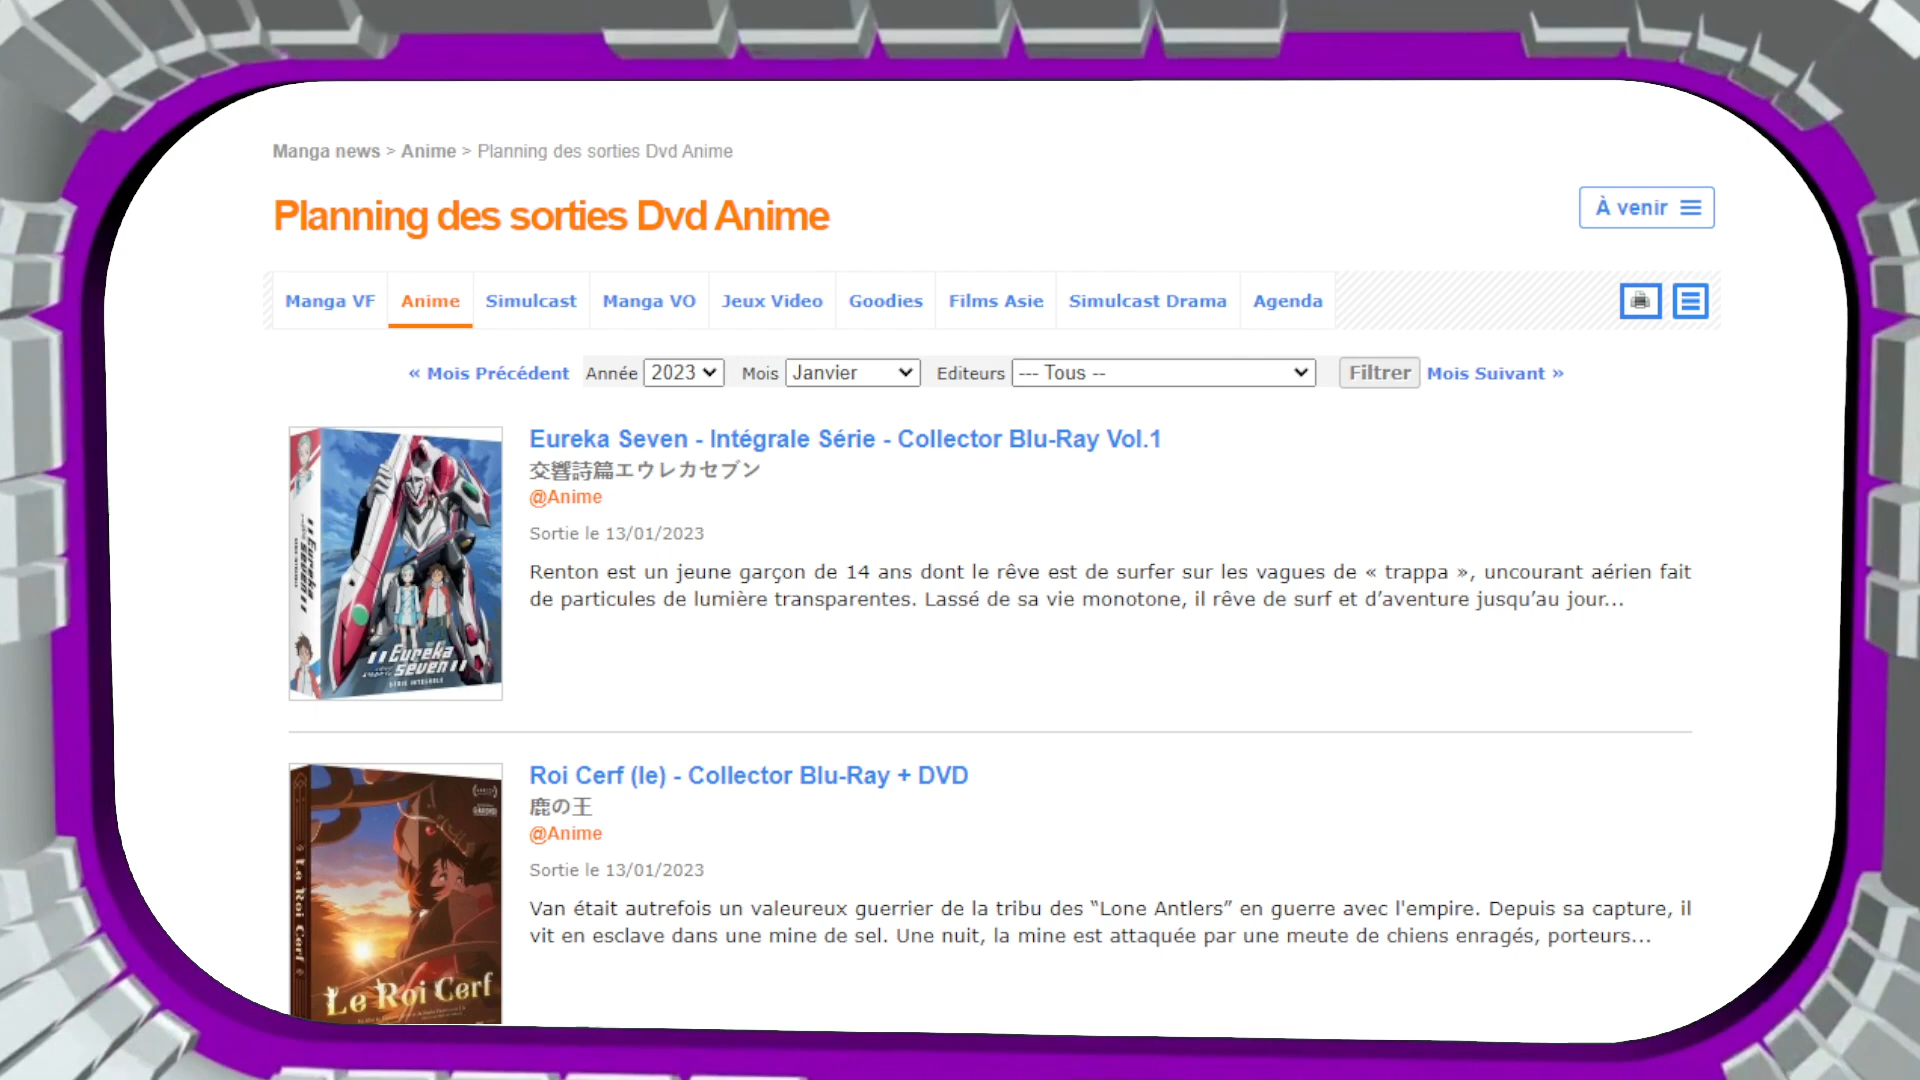 Manga news > Anime > Planning des sorties Dvd Anime
Planning des sorties Dvd Anime
À venir
Manga VF Anime Simulcast Manga VO Jeux Video Goodies Films Asie Simulcast Drama Agenda
« Mois Précédent Année 2023 Mois Janvier Editeurs --- Tous -- Filtrer Mois Suivant »
Eureka Seven - Intégrale Série - Collector Blu-Ray Vol.1
交響詩篇エウレカセブン
@Anime
Sortie le 13/01/2023
Renton est un jeune garçon de 14 ans dont le rêve est de surfer sur les vagues de « trappa », uncourant aérien fait
de particules de lumière transparentes. Lassé de sa vie monotone, il rêve de surf et d’aventure jusqu’au jour...
Eureka
seven
Eureka
seven
SÉRIE INTÉGRALE
Roi Cerf (le) - Collector Blu-Ray + DVD
鹿の王
@Anime
Sortie le 13/01/2023
Van était autrefois un valeureux guerrier de la tribu des “Lone Antlers” en guerre avec l'empire. Depuis sa capture, il
vit en esclave dans une mine de sel. Une nuit, la mine est attaquée par une meute de chiens enragés, porteurs...
Le Roi Cerf
Le Roi Cerf